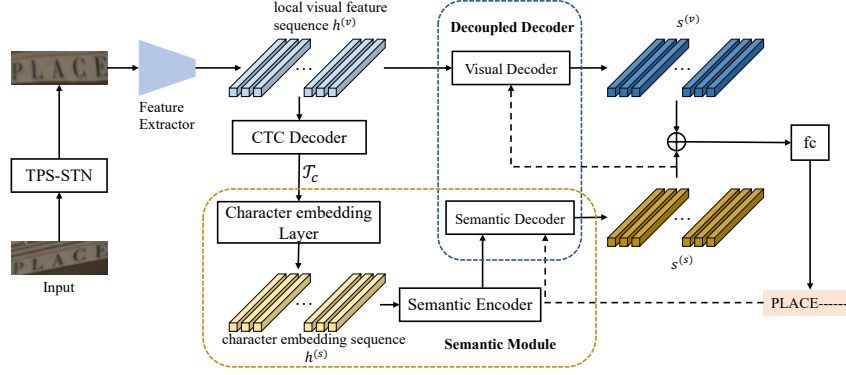 local visual feature
sequence h^(v)
Decoupled Decoder
s^(v)
PLACE
Visual Decoder
Feature
Extractor
CTC Decoder
fc
TPS-STN
𝒯_c
Character embedding
Layer
Semantic Decoder
PLACE
s^(s)
Input
Semantic Encoder
PLACE------
character embedding sequence
h^(s)
Semantic Module